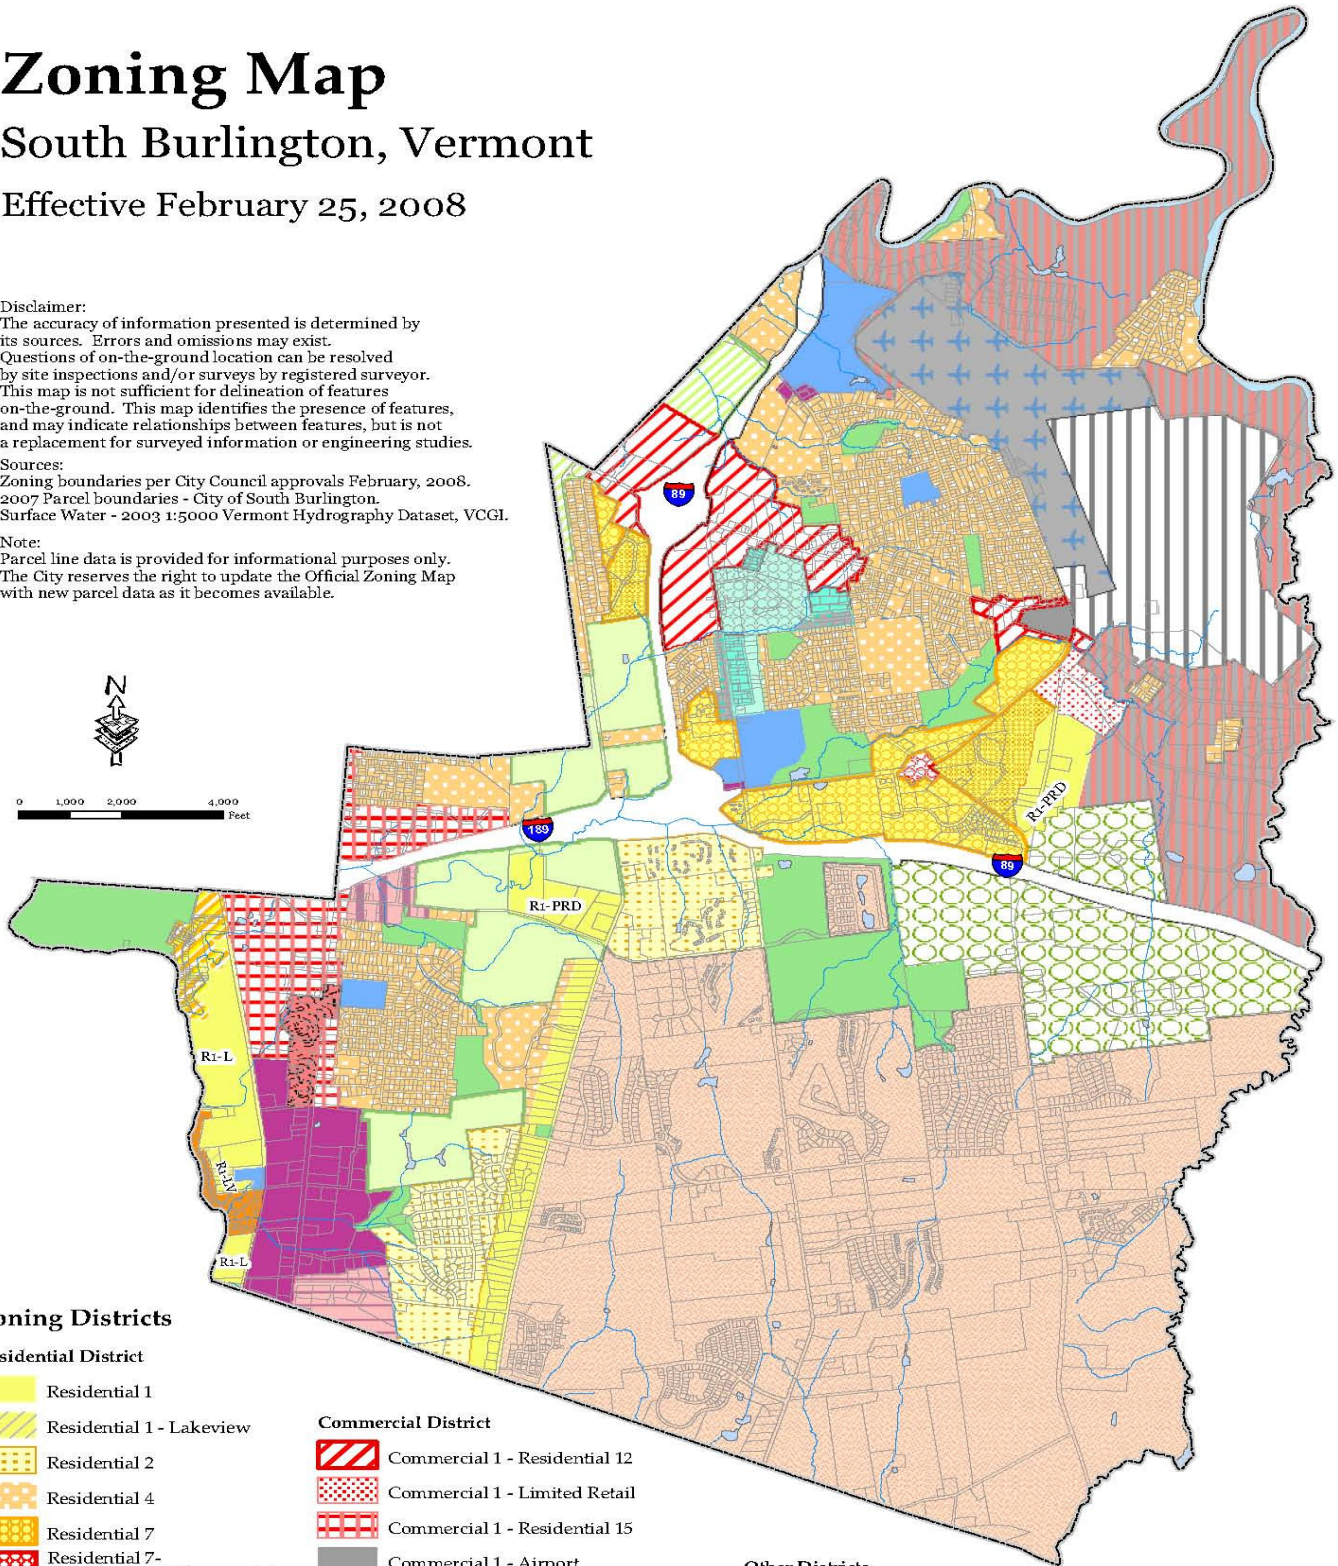 Zoning Map
South Burlington, Vermont
Effective February 25, 2008
Disclaimer:
The accuracy of information presented is determined by
its sources. Errors and omissions may exist.
Questions of on-the-ground location can be resolved
by site inspections and/or surveys by registered surveyor.
This map is not sufficient for delineation of features
on-the-ground. This map identifies the presence of features,
and may indicate relationships between features, but is not
a replacement for surveyed information or engineering studies.
Sources:
Zoning boundaries per City Council approvals February, 2008.
2007 Parcel boundaries - City of South Burlington.
Surface Water - 2003 1:5000 Vermont Hydrography Dataset, VCGI.
Note:
Parcel line data is provided for informational purposes only.
The City reserves the right to update the Official Zoning Map
with new parcel data as it becomes available.
N
0 1,000 2,000 4,000
Feet
89
189
89
R1-PRD
R1-PRD
R1-L
R1-LV
R1-L
oning Districts
sidential District
Residential 1
Residential 1 - Lakeview
Residential 2
Residential 4
Residential 7
Residential 7-
Commercial District
Commercial 1 - Residential 12
Commercial 1 - Limited Retail
Commercial 1 - Residential 15
Commercial 1 - Airport
Other Districts